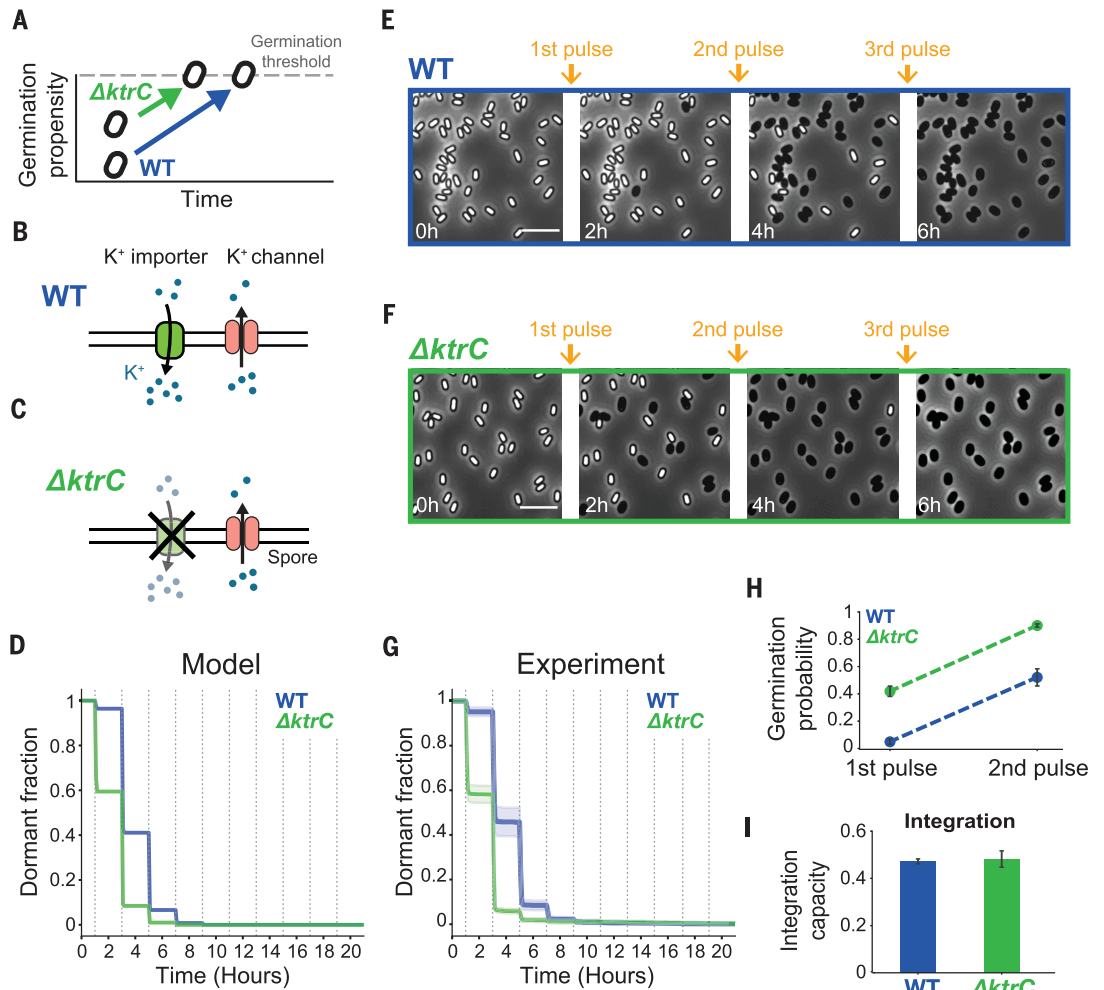 A
Germination
threshold
ΔktrC
WT
Germination
propensity
Time
B
K⁺ importer
K⁺ channel
WT
K⁺
C
ΔktrC
Spore
D
Model
WT
ΔktrC
Dormant fraction
1
0.8
0.6
0.4
0.2
0
0 2 4 6 8 10 12 14 16 18 20
Time (Hours)
E
WT
1st pulse
2nd pulse
3rd pulse
0h
2h
4h
6h
F
ΔktrC
1st pulse
2nd pulse
3rd pulse
0h
2h
4h
6h
G
Experiment
WT
ΔktrC
Dormant fraction
1
0.8
0.6
0.4
0.2
0
0 2 4 6 8 10 12 14 16 18 20
Time (Hours)
H
WT
ΔktrC
Germination
probability
1
0.8
0.6
0.4
0.2
0
1st pulse
2nd pulse
I
Integration
Integration
capacity
0.6
0.4
0.2
0
WT
ΔktrC